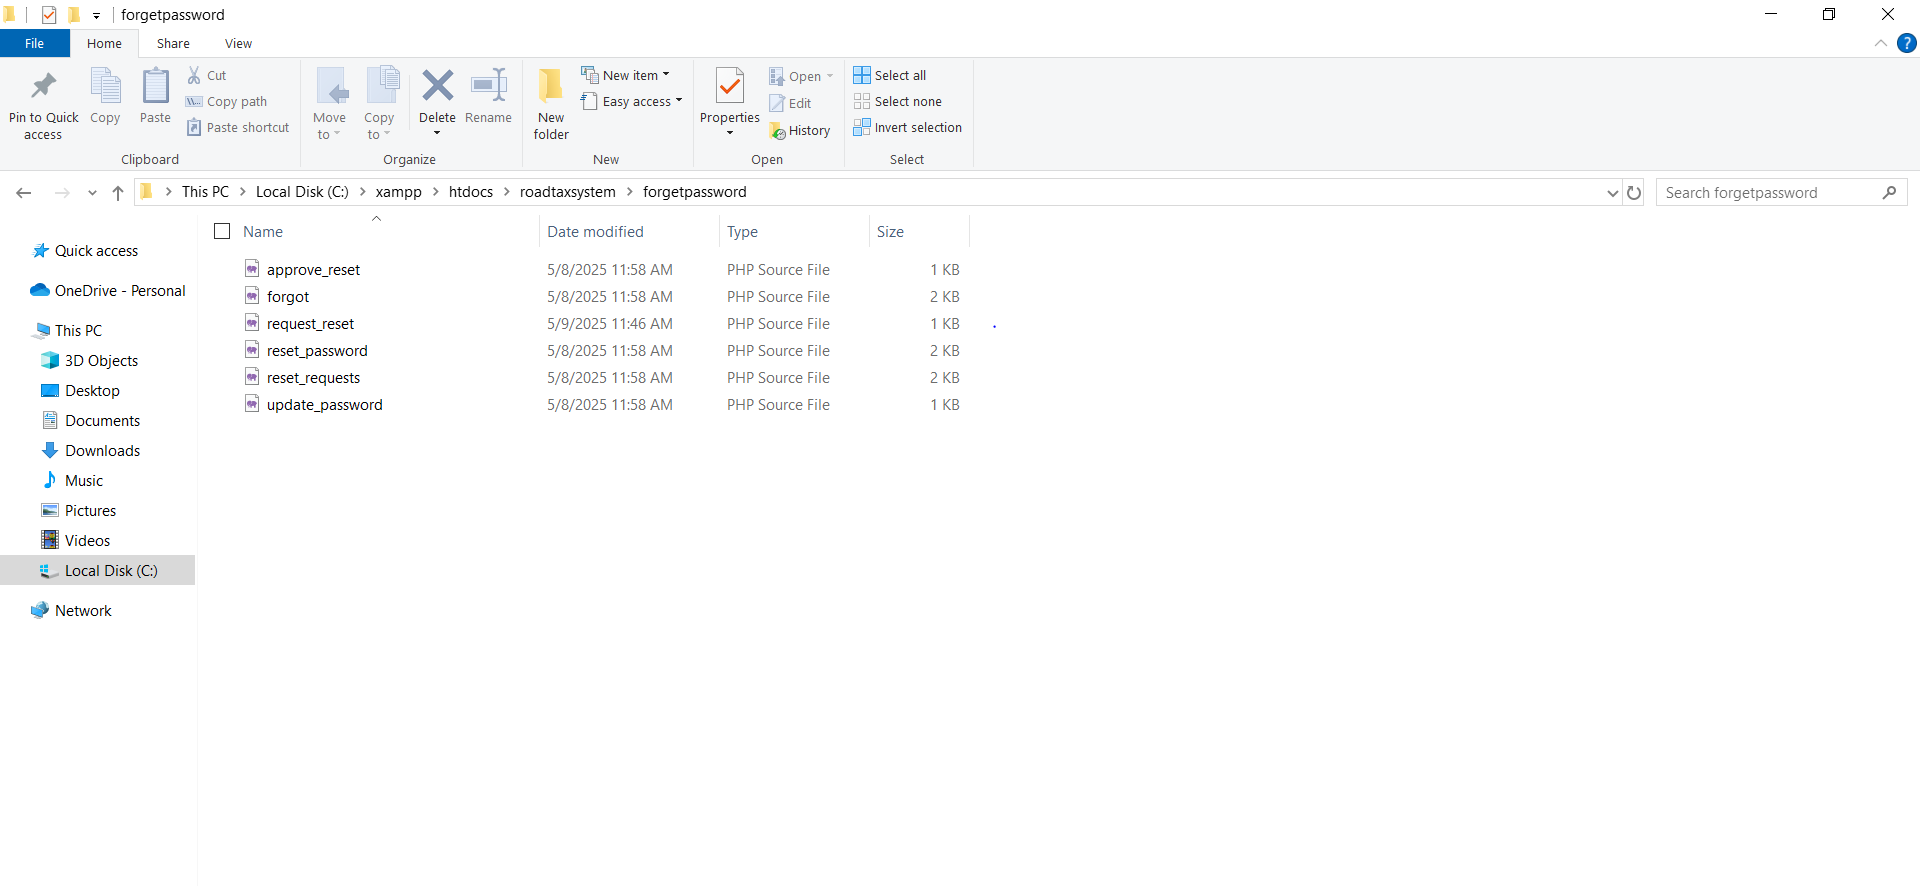 forgetpassword
File Home Share View
Pin to Quick access
Copy
Paste
Cut
Copy path
Paste shortcut
Clipboard
Move to
Copy to
Delete
Rename
Organize
New folder
New item
Easy access
New
Properties
Open
Edit
History
Open
Select all
Select none
Invert selection
Select
This PC > Local Disk (C:) > xampp > htdocs > roadtaxsystem > forgetpassword
Search forgetpassword
Quick access
OneDrive - Personal
This PC
3D Objects
Desktop
Documents
Downloads
Music
Pictures
Videos
Local Disk (C:)
Network
Name Date modified Type Size
approve_reset 5/8/2025 11:58 AM PHP Source File 1 KB
forgot 5/8/2025 11:58 AM PHP Source File 2 KB
request_reset 5/9/2025 11:46 AM PHP Source File 1 KB
reset_password 5/8/2025 11:58 AM PHP Source File 2 KB
reset_requests 5/8/2025 11:58 AM PHP Source File 2 KB
update_password 5/8/2025 11:58 AM PHP Source File 1 KB